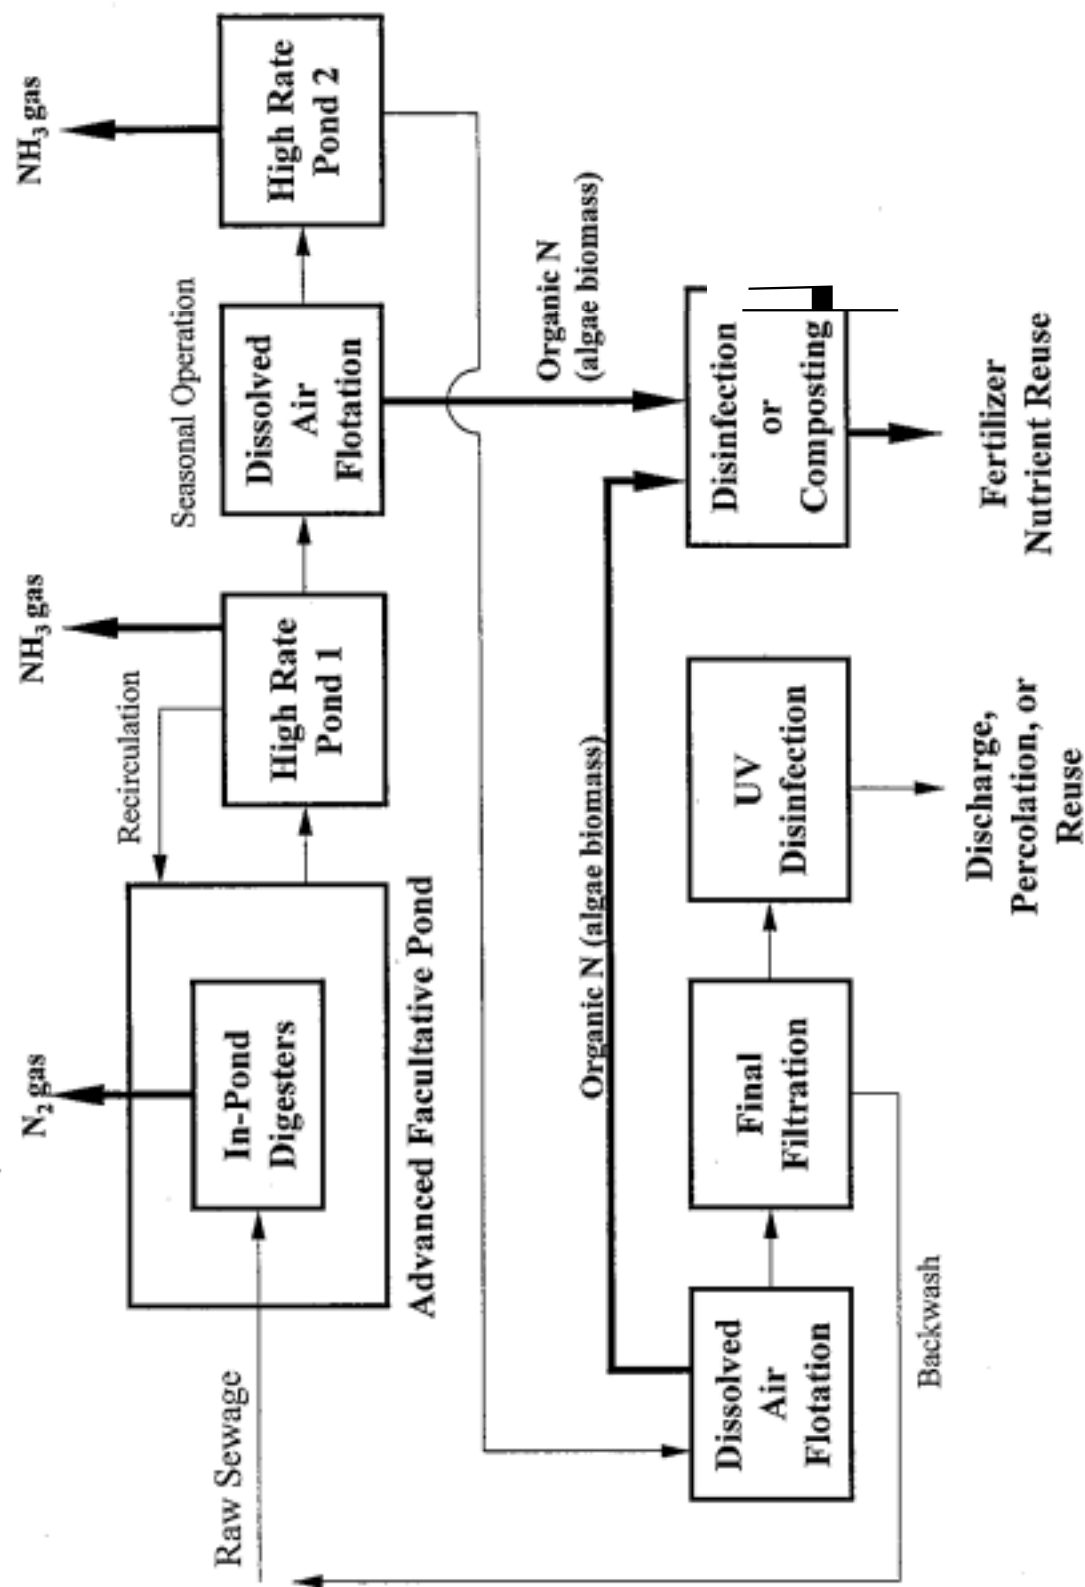 N₂ gas
NH₃ gas
NH₃ gas
Recirculation
Seasonal Operation
Raw Sewage
In-Pond
Digesters
Advanced Facultative Pond
High Rate
Pond 1
Dissolved
Air
Flotation
High Rate
Pond 2
Organic N
(algae biomass)
Organic N (algae biomass)
Dissolved
Air
Flotation
Final
Filtration
UV
Disinfection
Disinfection
or
Composting
Backwash
Discharge,
Percolation, or
Reuse
Fertilizer
Nutrient Reuse